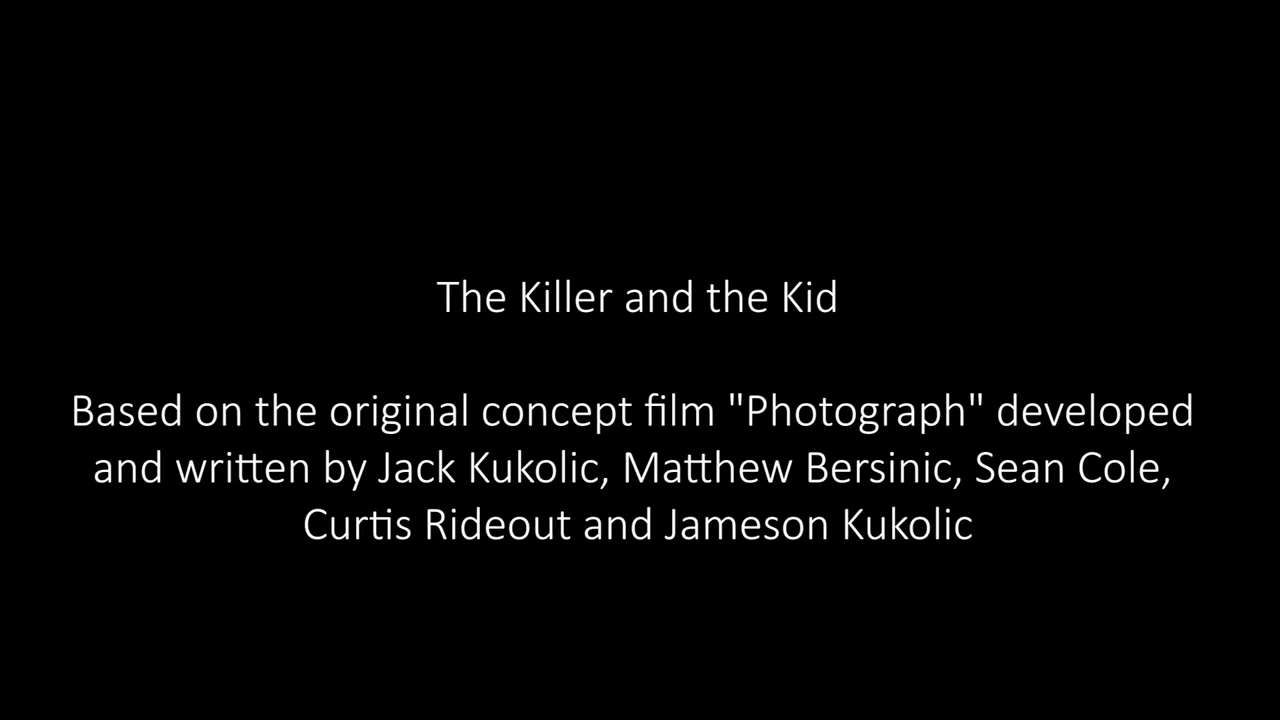 The Killer and the Kid
Based on the original concept film "Photograph" developed
and written by Jack Kukolic, Matthew Bersinic, Sean Cole,
Curtis Rideout and Jameson Kukolic